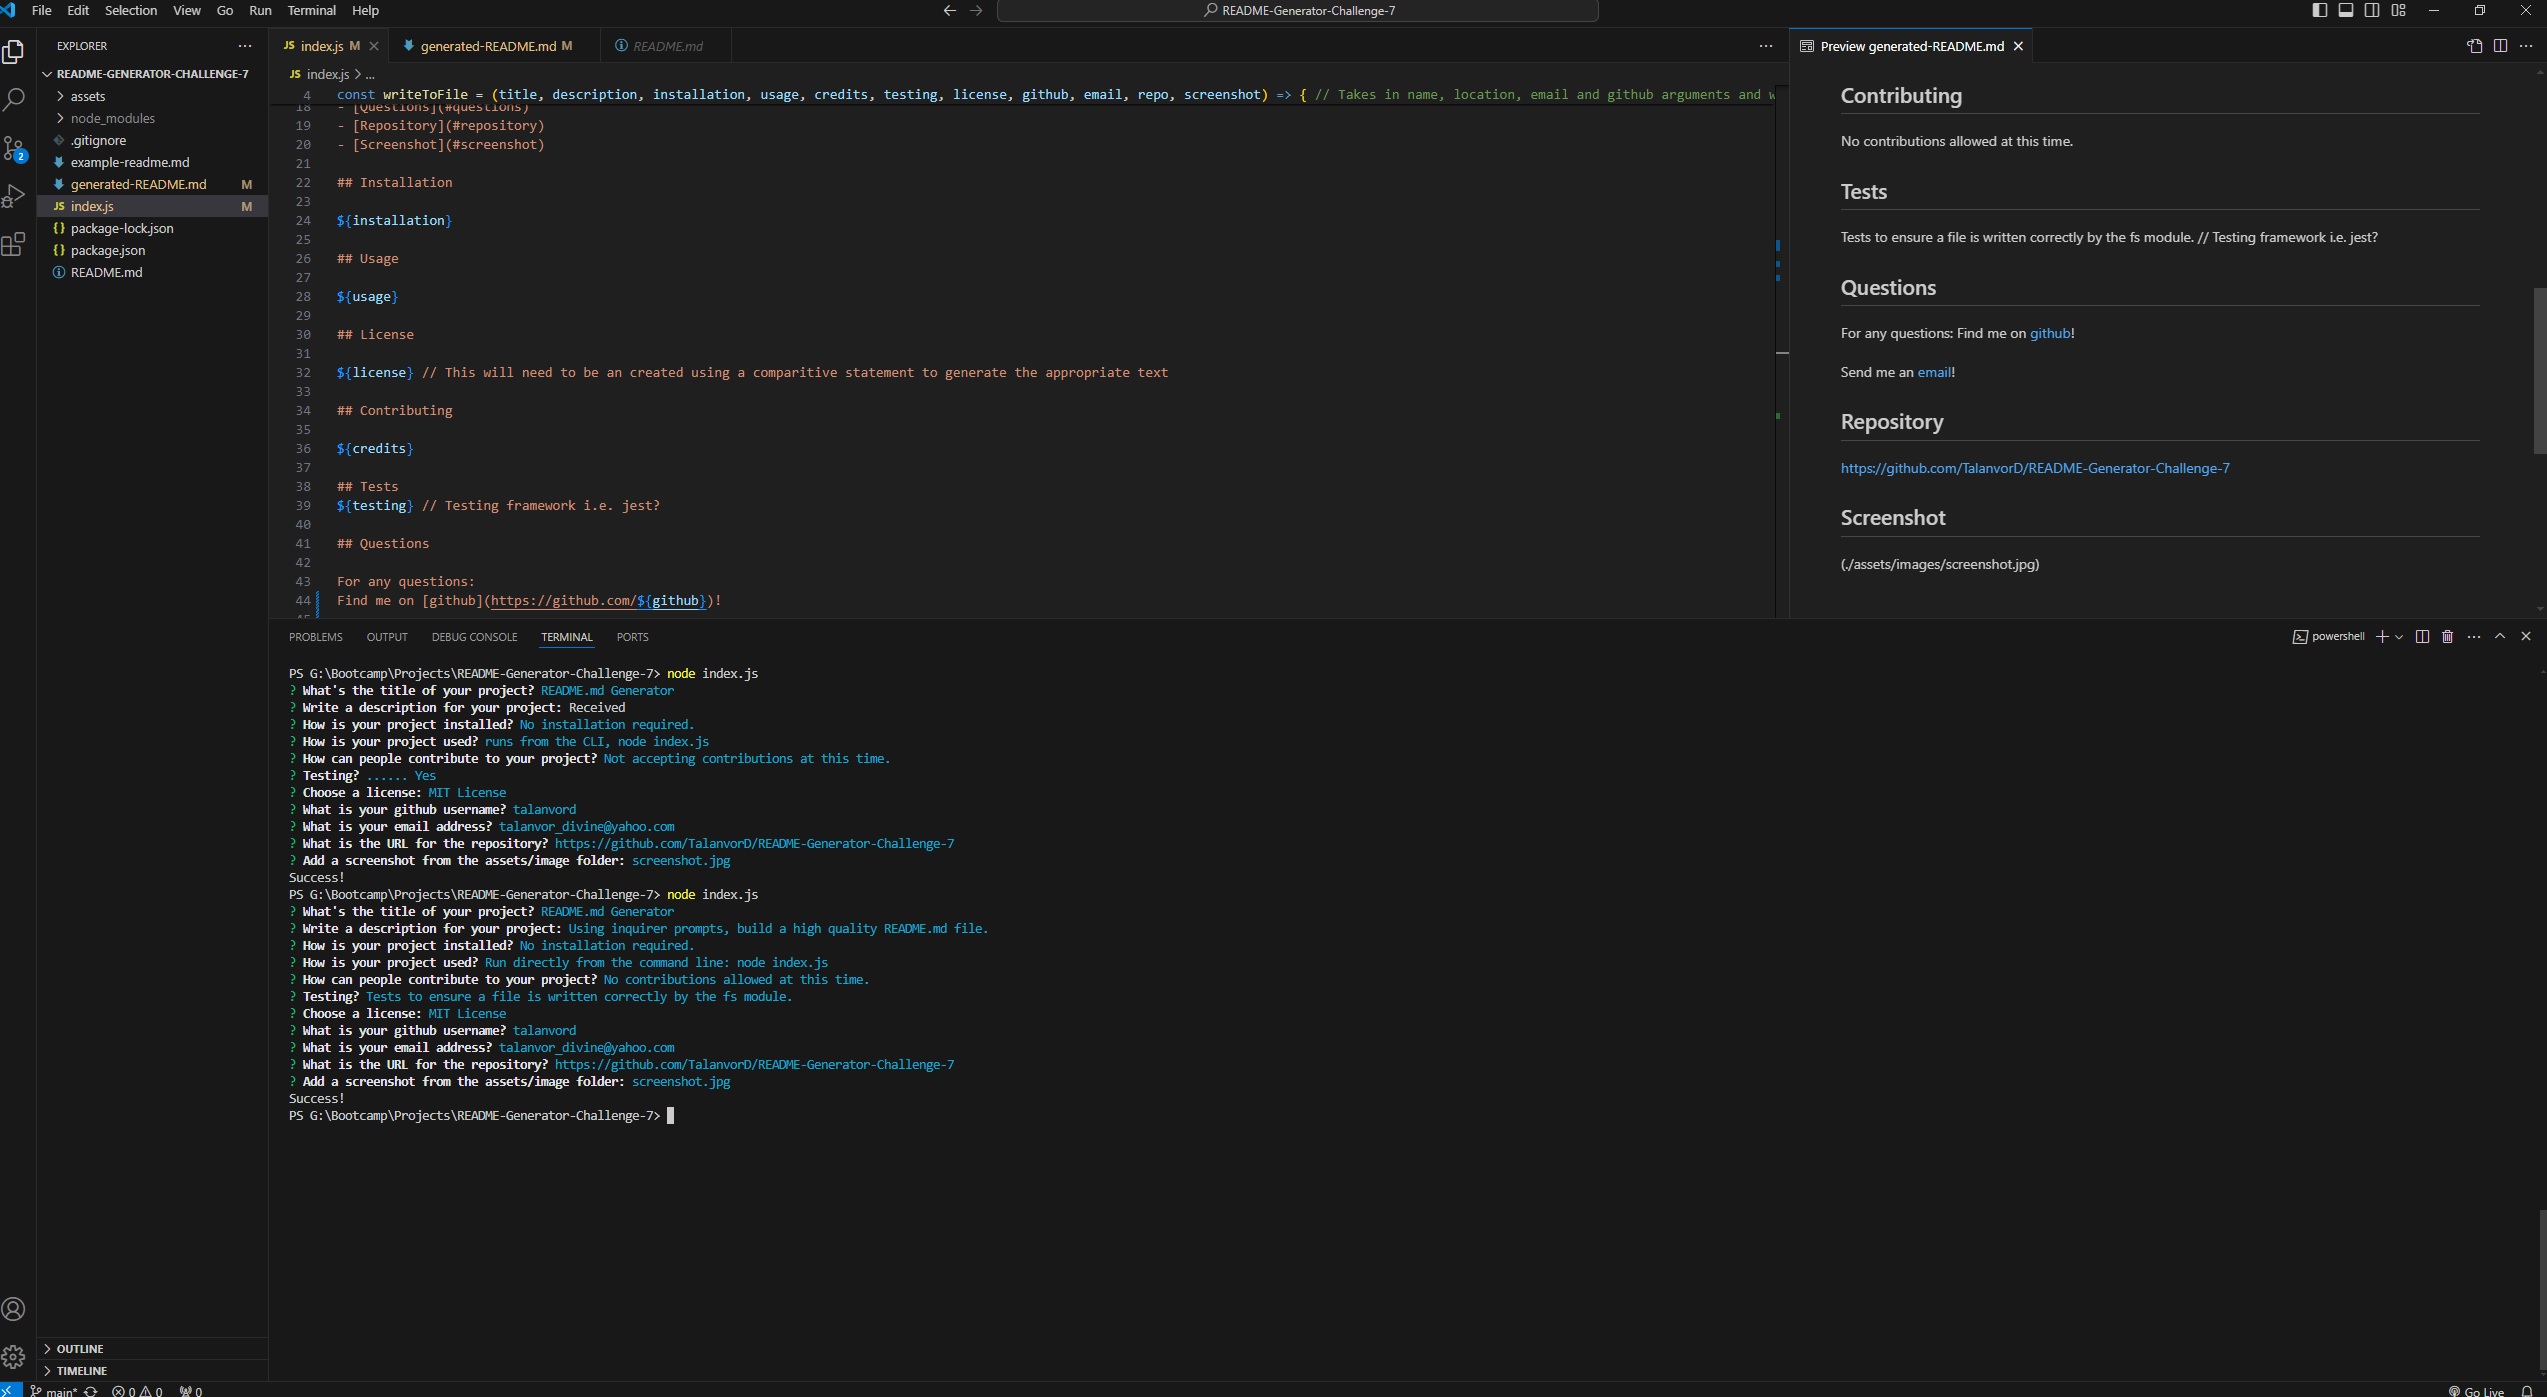 File Edit Selection View Go Run Terminal Help
README-Generator-Challenge-7
EXPLORER
README-GENERATOR-CHALLENGE-7
assets
node_modules
.gitignore
example-readme.md
generated-README.md M
index.js M
package-lock.json
package.json
README.md
OUTLINE
TIMELINE
JS index.js M generated-README.md M README.md
JS index.js > ...
4 const writeToFile = (title, description, installation, usage, credits, testing, license, github, email, repo, screenshot) => { // Takes in name, location, email and github arguments and w
18 - [Questions](#questions)
19 - [Repository](#repository)
20 - [Screenshot](#screenshot)
21
22 ## Installation
23
24 ${installation}
25
26 ## Usage
27
28 ${usage}
29
30 ## License
31
32 ${license} // This will need to be an created using a comparitive statement to generate the appropriate text
33
34 ## Contributing
35
36 ${credits}
37
38 ## Tests
39 ${testing} // Testing framework i.e. jest?
40
41 ## Questions
42
43 For any questions:
44 Find me on [github](https://github.com/${github})!
Preview generated-README.md
Contributing
No contributions allowed at this time.
Tests
Tests to ensure a file is written correctly by the fs module. // Testing framework i.e. jest?
Questions
For any questions: Find me on github!
Send me an email!
Repository
https://github.com/TalanvorD/README-Generator-Challenge-7
Screenshot
(./assets/images/screenshot.jpg)
PROBLEMS OUTPUT DEBUG CONSOLE TERMINAL PORTS
powershell
PS G:\Bootcamp\Projects\README-Generator-Challenge-7> node index.js
? What's the title of your project? README.md Generator
? Write a description for your project: Received
? How is your project installed? No installation required.
? How is your project used? runs from the CLI, node index.js
? How can people contribute to your project? Not accepting contributions at this time.
? Testing? ...... Yes
? Choose a license: MIT License
? What is your github username? talanvord
? What is your email address? talanvor_divine@yahoo.com
? What is the URL for the repository? https://github.com/TalanvorD/README-Generator-Challenge-7
? Add a screenshot from the assets/image folder: screenshot.jpg
Success!
PS G:\Bootcamp\Projects\README-Generator-Challenge-7> node index.js
? What's the title of your project? README.md Generator
? Write a description for your project: Using inquirer prompts, build a high quality README.md file.
? How is your project installed? No installation required.
? How is your project used? Run directly from the command line: node index.js
? How can people contribute to your project? No contributions allowed at this time.
? Testing? Tests to ensure a file is written correctly by the fs module.
? Choose a license: MIT License
? What is your github username? talanvord
? What is your email address? talanvor_divine@yahoo.com
? What is the URL for the repository? https://github.com/TalanvorD/README-Generator-Challenge-7
? Add a screenshot from the assets/image folder: screenshot.jpg
Success!
PS G:\Bootcamp\Projects\README-Generator-Challenge-7>
main* 0 0 0
Go Live